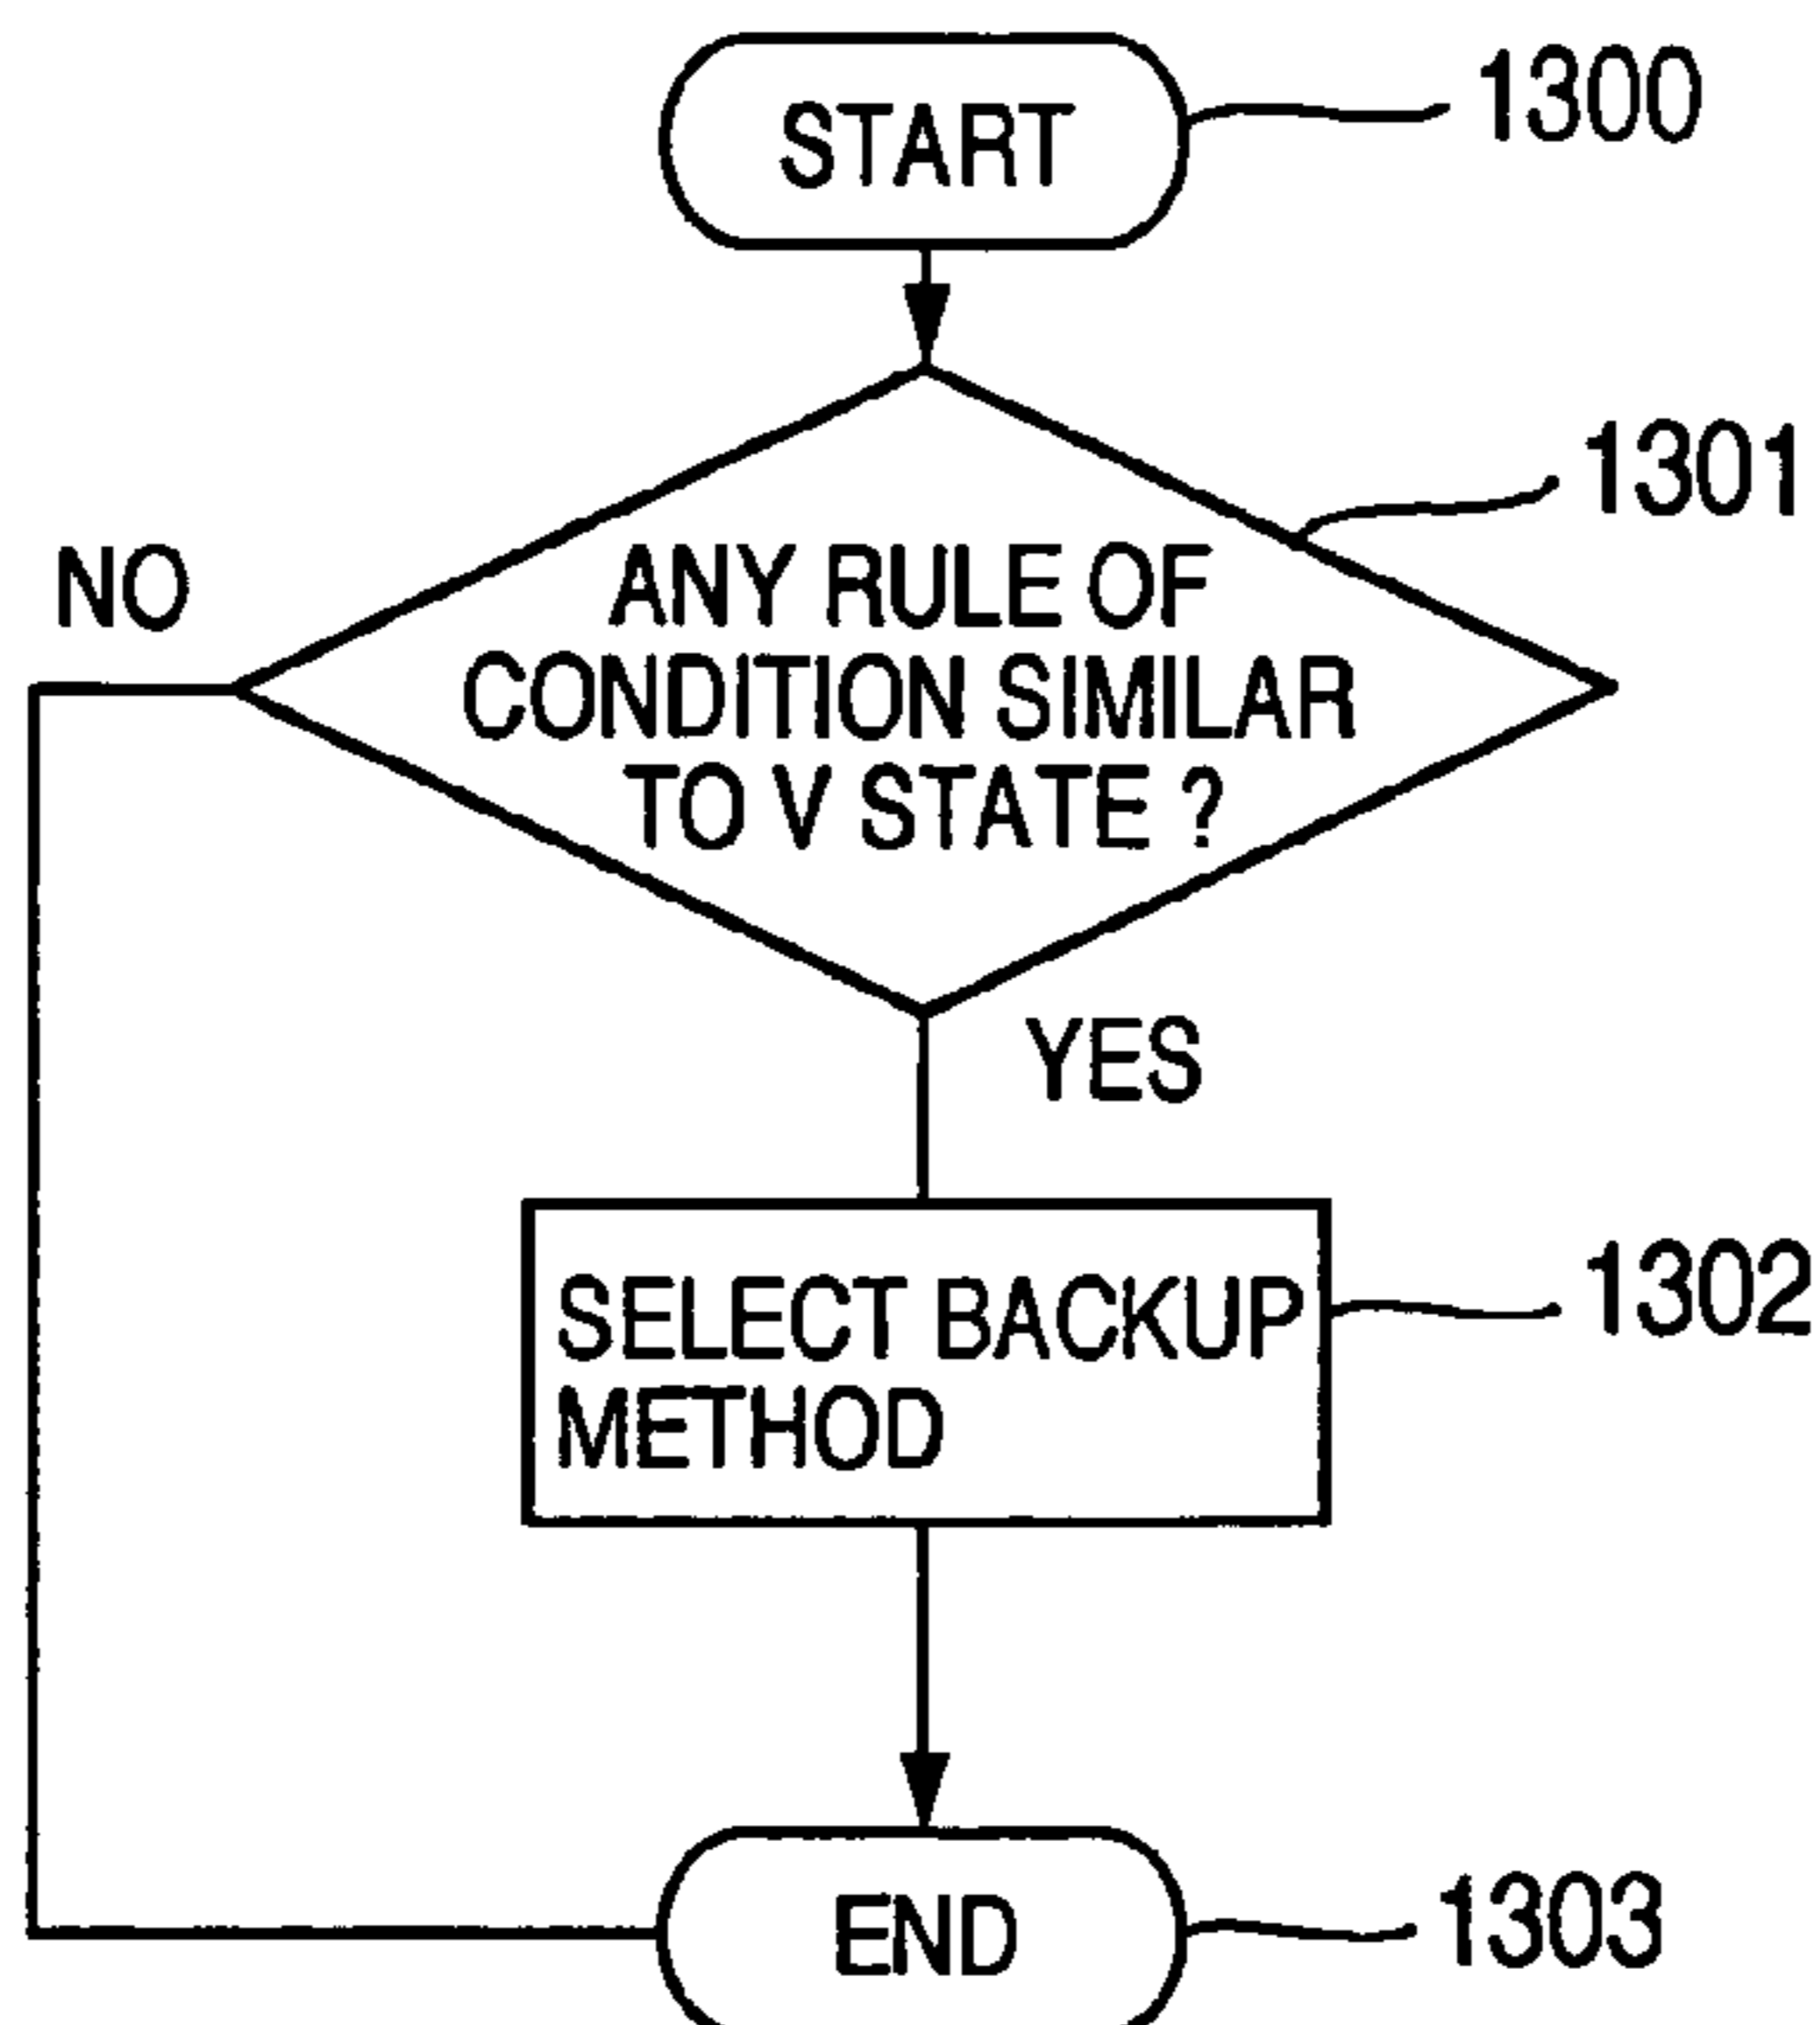 START
1300
1301
NO
ANY RULE OF
CONDITION SIMILAR
TO V STATE ?
YES
SELECT BACKUP
METHOD
1302
END
1303